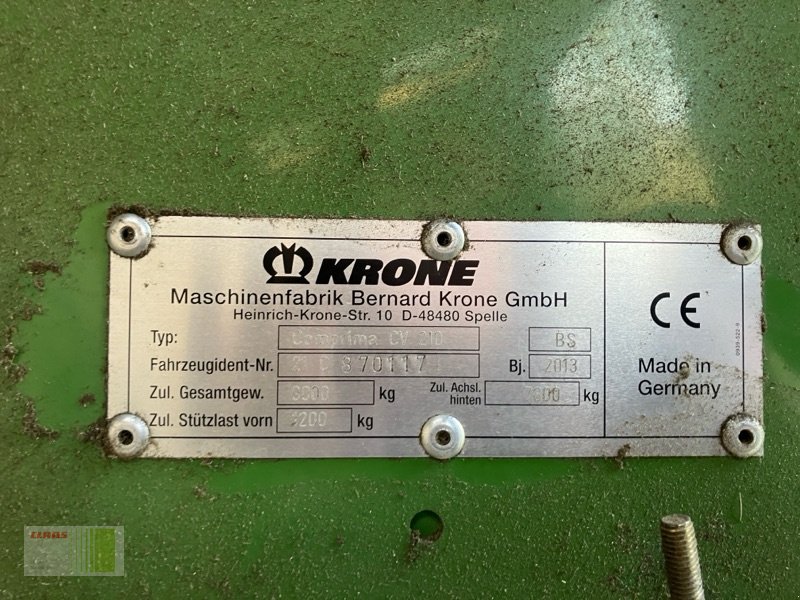 KRONE
Maschinenfabrik Bernard Krone GmbH
Heinrich-Krone-Str. 10 D-48480 Spelle
Typ: Comprima CV 210 BS
Fahrzeugident-Nr. 870117 Bj. 2013
Zul. Gesamtgew. kg Zul. Achsl. hinten kg
Zul. Stützlast vorn kg
CE
Made in
Germany
CLAAS